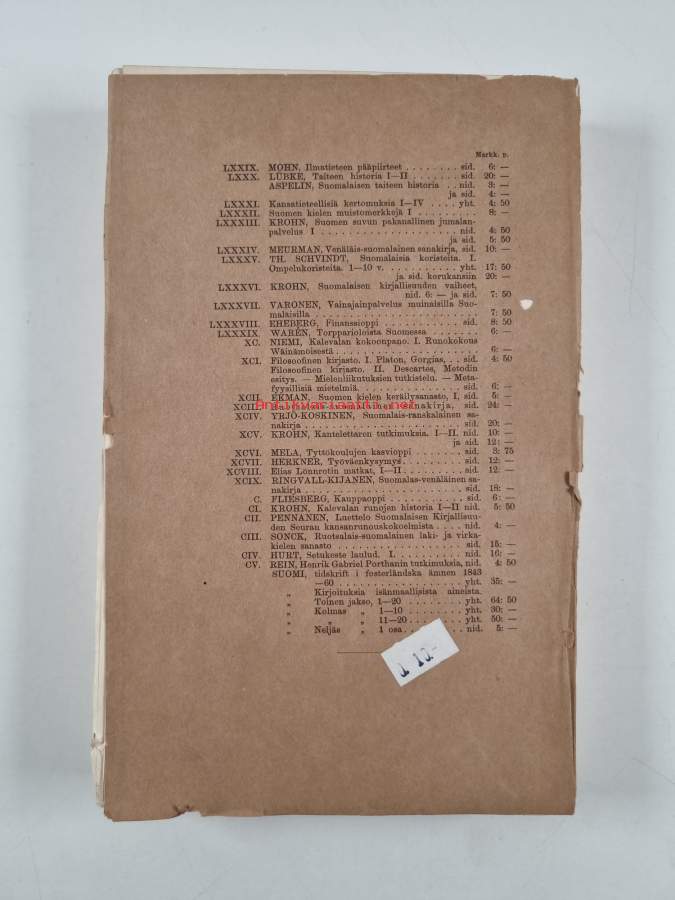 Markk. p.
LXXIX. MOHN, Ilmatieteen pääpiirteet . . . . . . . . sid. 6: —
LXXX. LÜBKE, Taiteen historia I—II . . . . . . . sid. 20: —
ASPELIN, Suomalaisen taiteen historia . . nid. 3: —
ja sid. 4: —
LXXXI. Kansatieteellisiä kertomuksia I—IV . . . . yht. 4: 50
LXXXII. Suomen kielen muistomerkkejä I . . . . . . . . 8: —
LXXXIII. KROHN, Suomen suvun pakanallinen jumalan-
palvelus I . . . . . . . . . . . . . . . . . nid. 4: 50
ja sid. 5: 50
LXXXIV. MEURMAN, Venäläis-suomalainen sanakirja, sid. 10: —
LXXXV. TH. SCHVINDT, Suomalaisia koristeita. I.
Ompelukoristeita. 1—10 v. . . . . . . . . . . yht. 17: 50
ja sid. korukansiin 20: —
LXXXVI. KROHN, Suomalaisen kirjallisuuden vaiheet,
nid. 6: — ja sid. 7: 50
LXXXVII. VARONEN, Vainajainpalvelus muinaisilla Suo-
malaisilla . . . . . . . . . . . . . . . . . . 7: 50
LXXXVIII. EHEBERG, Finanssioppi . . . . . . . . . . . sid. 8: 50
LXXXIX. WARÉN, Torpparioloista Suomessa . . . . . . . 6: —
XC. NIEMI, Kalevalan kokoonpano. I. Runokokous
Wäinämöisestä . . . . . . . . . . . . . . . . 6: —
XCI. Filosoofinen kirjasto. I. Platon, Gorgias, . . sid. 4: 50
Filosoofinen kirjasto. II. Descartes, Metodin
esitys. — Mielenliikutuksien tutkistelu. — Meta-
fyysillisiä mietelmiä. . . . . . . . . . . . . sid. 6: —
XCII. EKMAN, Suomen kielen keräilysanasto, I, sid. 5: —
XCIII. sanakirja, sid. 24: —
antikvariaatti.net
XCIV. YRJÖ-KOSKINEN, Suomalais-ranskalainen sa-
nakirja . . . . . . . . . . . . . . . . . . sid. 20: —
XCV. KROHN, Kantelettaren tutkimuksia. I—II. nid. 10: —
ja sid. 12: —
XCVI. MELA, Tyttökoulujen kasvioppi . . . . . . sid. 3: 75
XCVII. HERKNER, Työväenkysymys . . . . . . . . sid. 12: —
XCVIII. Elias Lönnrotin matkat, I—II . . . . . . . sid. 12: —
XCIX. RINGVALL-KIJANEN, Suomalas-venäläinen sa-
nakirja . . . . . . . . . . . . . . . . . . sid. 18: —
C. FLIESBERG, Kauppaoppi . . . . . . . . . sid. 6: —
CI. KROHN, Kalevalan runojen historia I—II nid. 5: 50
CII. PENNANEN, Luettelo Suomalaisen Kirjallisuu-
den Seuran kansanrunouskokoelmista . . . nid. 4: —
CIII. SONCK, Ruotsalais-suomalainen laki- ja virka-
kielen sanasto . . . . . . . . . . . . . . sid. 15: —
CIV. HURT, Setukeste laulud. I. . . . . . . . . nid. 16: —
CV. REIN, Henrik Gabriel Porthanin tutkimuksia, nid. 4: 50
SUOMI, tidskrift i fosterländska ämnen 1843
—60 . . . . . . . . . . . . . . . . . . . yht. 35: —
„ Kirjoituksia isänmaallisista aineista.
„ Toinen jakso, 1—20 . . . . . . . . yht. 64: 50
„ Kolmas „ 1—10 . . . . . . . . yht. 30: —
„ „ „ 11—20 . . . . . . . . yht. 50: —
„ Neljäs „ 1 osa . . . . . . . . nid. 5: —